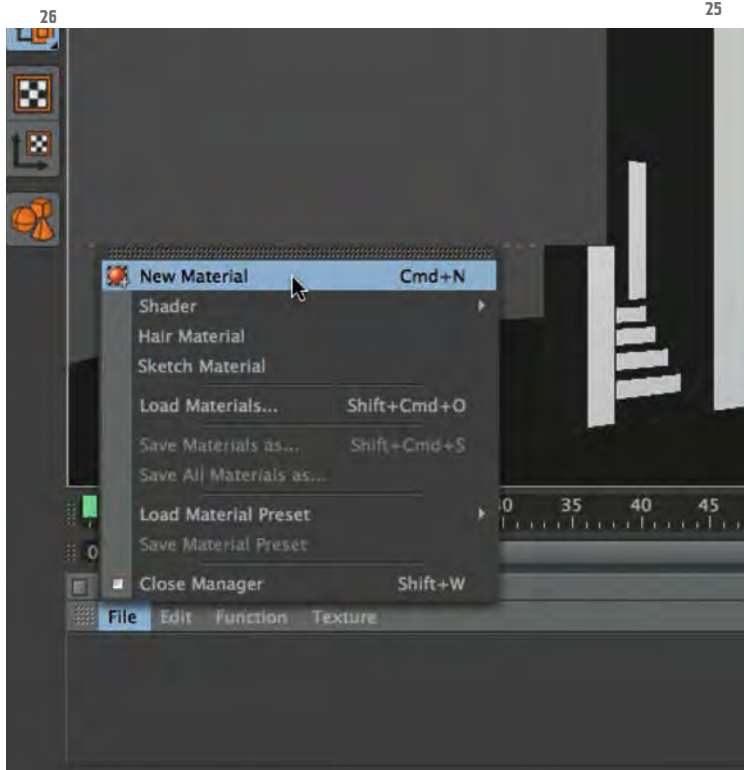 26
25
New Material Cmd+N
Shader
Hair Material
Sketch Material
Load Materials... Shift+Cmd+O
Save Materials as... Shift+Cmd+S
Save All Materials as...
Load Material Preset
Save Material Preset
Close Manager Shift+W
35 40 45
0
File Edit Function Texture